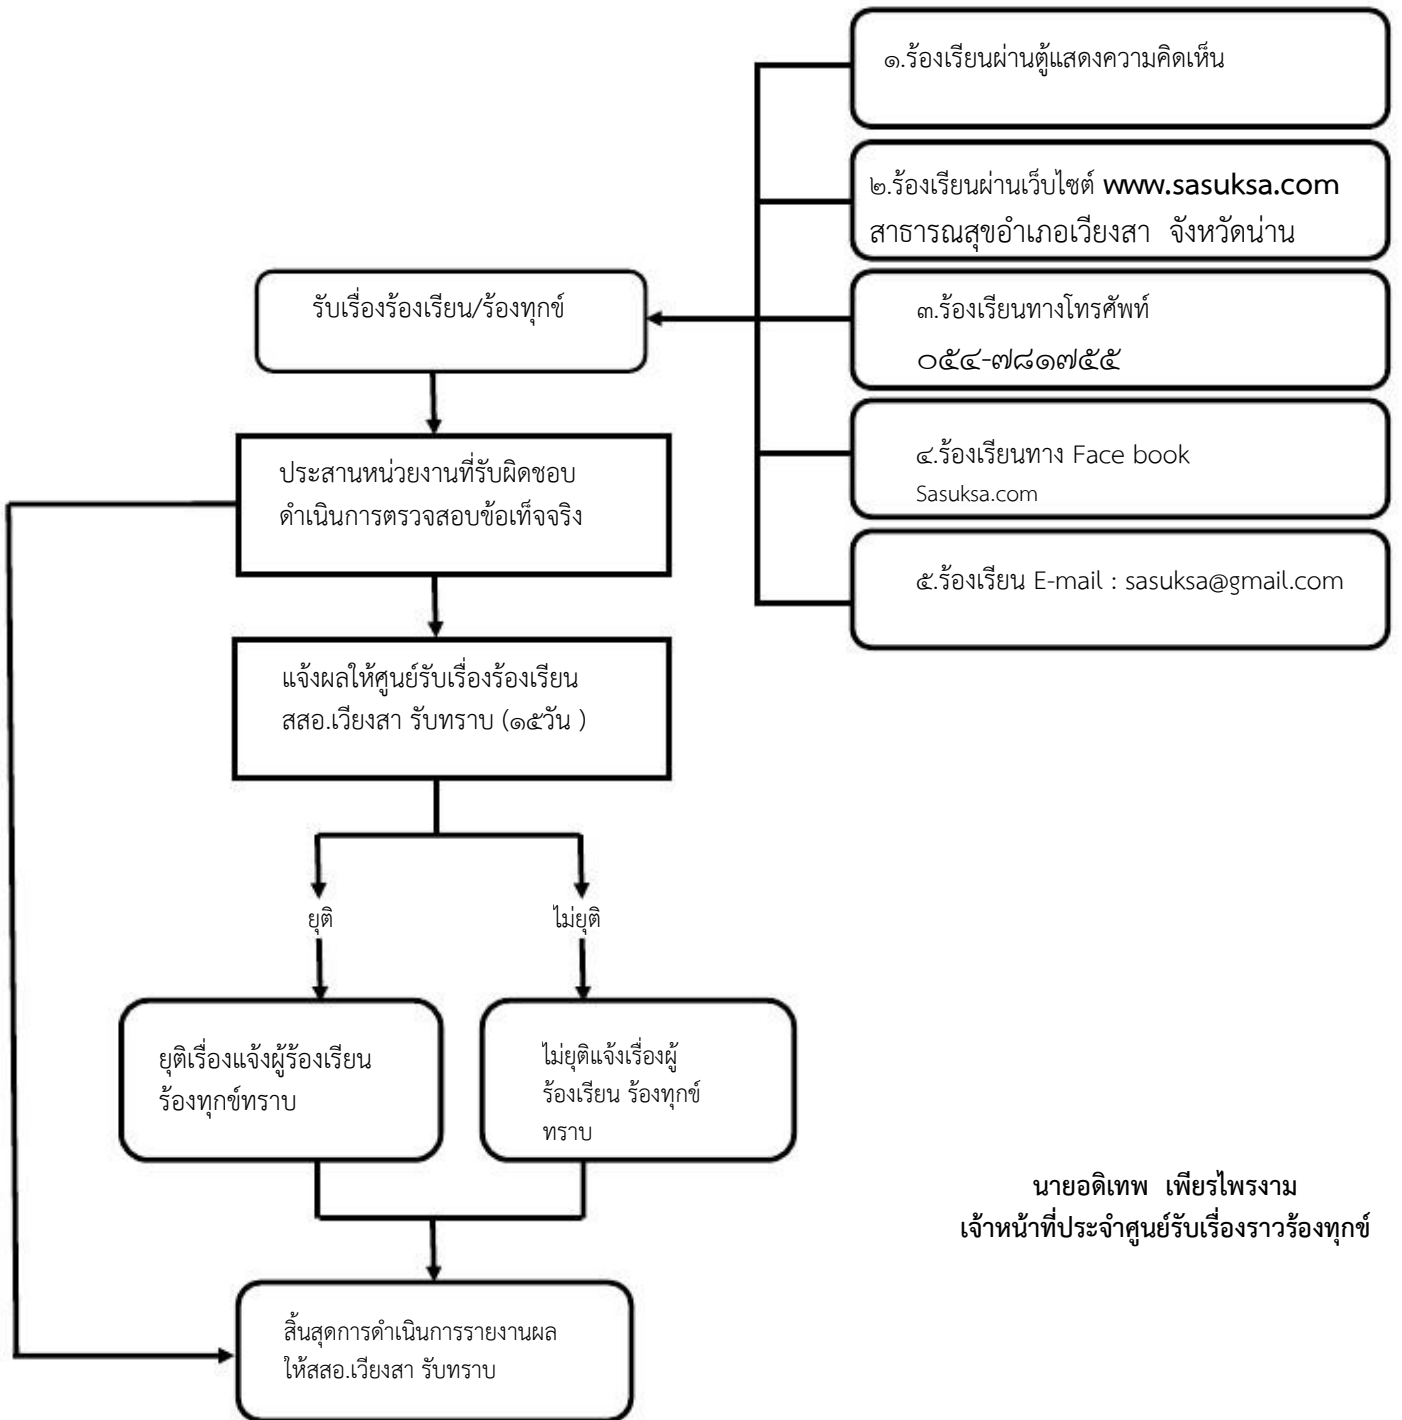 ๑.ร้องเรียนผ่านตู้แสดงความคิดเห็น
๒.ร้องเรียนผ่านเว็บไซต์ www.sasuksa.com
สาธารณสุขอำเภอเวียงสา จังหวัดน่าน
รับเรื่องร้องเรียน/ร้องทุกข์
๓.ร้องเรียนทางโทรศัพท์
๐๕๔-๗๘๑๗๕๕
๔.ร้องเรียนทาง Face book
Sasuksa.com
ประสานหน่วยงานที่รับผิดชอบ
ดำเนินการตรวจสอบข้อเท็จจริง
๕.ร้องเรียน E-mail : sasuksa@gmail.com
แจ้งผลให้ศูนย์รับเรื่องร้องเรียน
สสอ.เวียงสา รับทราบ (๑๕วัน )
ยุติ
ไม่ยุติ
ยุติเรื่องแจ้งผู้ร้องเรียน
ร้องทุกข์ทราบ
ไม่ยุติแจ้งเรื่องผู้
ร้องเรียน ร้องทุกข์
ทราบ
นายอดิเทพ เพียรไพรงาม
เจ้าหน้าที่ประจำศูนย์รับเรื่องราวร้องทุกข์
สิ้นสุดการดำเนินการรายงานผล
ให้สสอ.เวียงสา รับทราบ